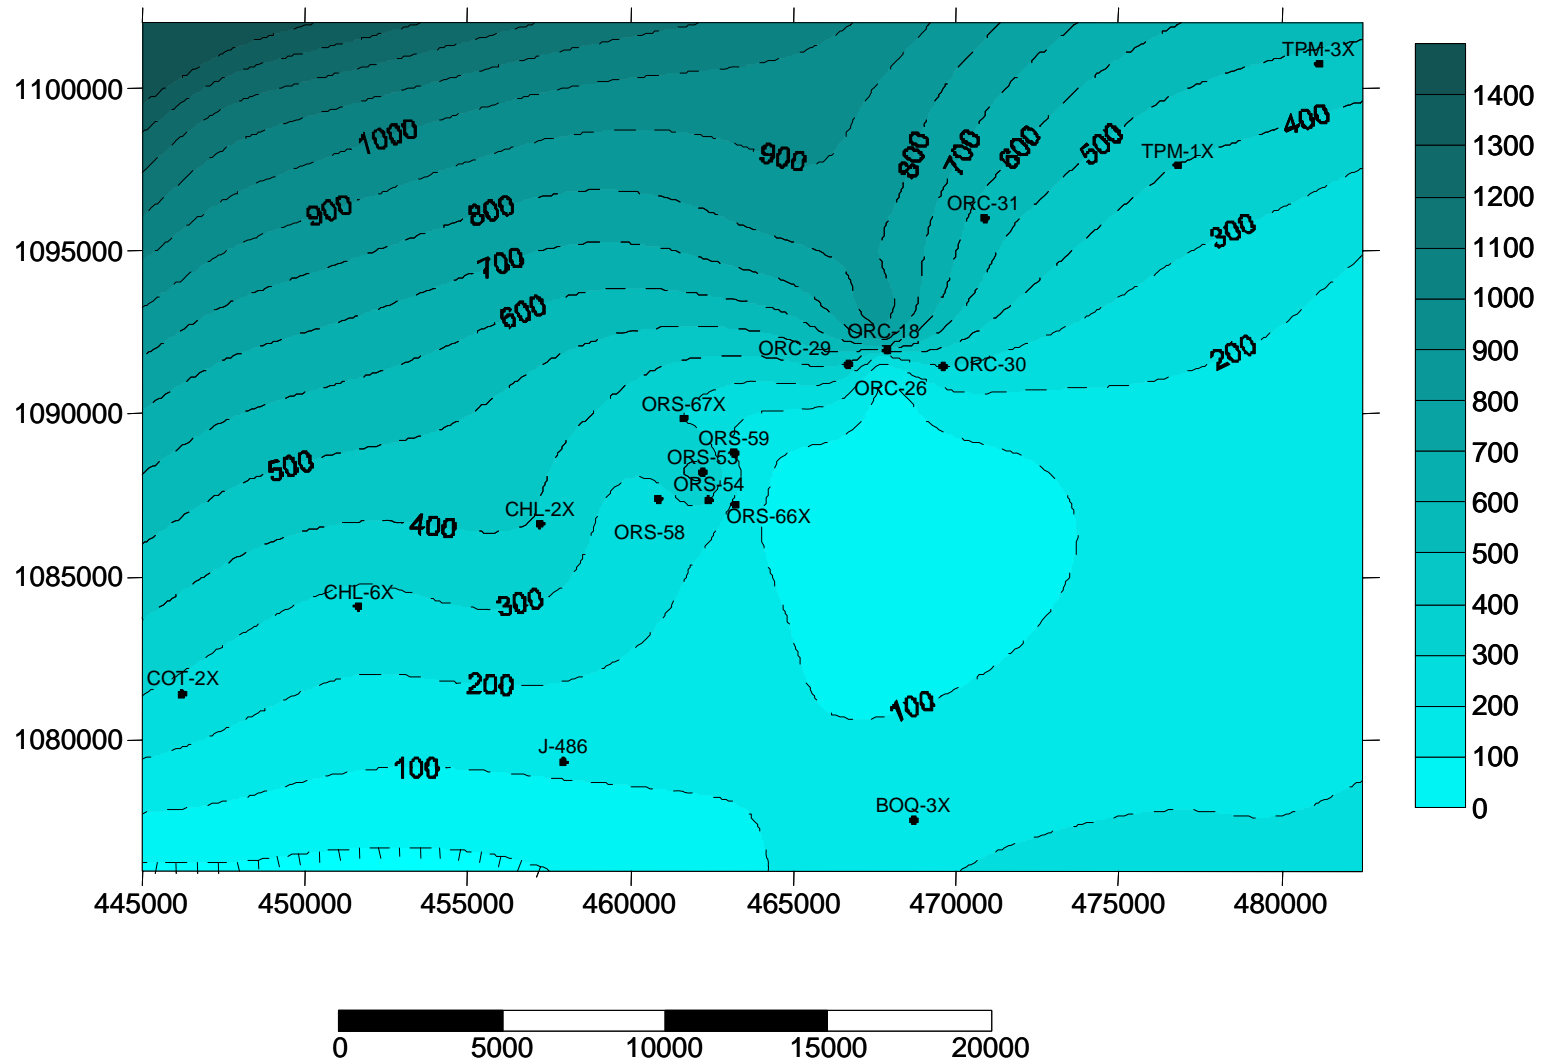 TPM-3X
1100000
1400
400
1000
1300
900
800
700
600
500
TPM-1X
1200
ORC-31
900
800
300
1095000
1100
700
1000
600
ORC-18
ORC-29
200
900
ORC-30
ORC-26
800
1090000
ORS-67X
ORS-59
700
ORS-53
500
ORS-54
600
CHL-2X
ORS-66X
400
ORS-58
500
1085000
CHL-6X
300
400
300
COT-2X
200
100
200
1080000
J-486
100
100
BOQ-3X
0
445000 450000 455000 460000 465000 470000 475000 480000
0 5000 10000 15000 20000